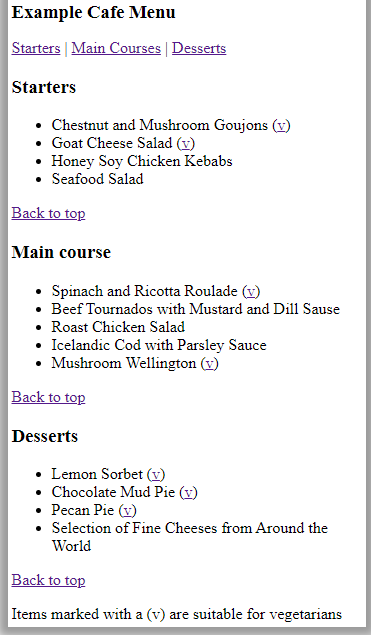 Example Cafe Menu
Starters | Main Courses | Desserts
Starters
Chestnut and Mushroom Goujons (v)
Goat Cheese Salad (v)
Honey Soy Chicken Kebabs
Seafood Salad
Back to top
Main course
Spinach and Ricotta Roulade (v)
Beef Tournados with Mustard and Dill Sause
Roast Chicken Salad
Icelandic Cod with Parsley Sauce
Mushroom Wellington (v)
Back to top
Desserts
Lemon Sorbet (v)
Chocolate Mud Pie (v)
Pecan Pie (v)
Selection of Fine Cheeses from Around the
World
Back to top
Items marked with a (v) are suitable for vegetarians